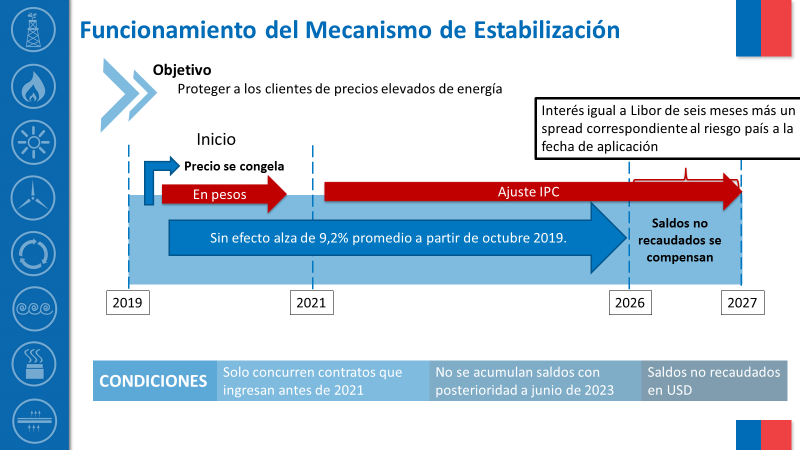 Funcionamiento del Mecanismo de Estabilización
Objetivo
Proteger a los clientes de precios elevados de energía
Interés igual a Libor de seis meses más un
spread correspondiente al riesgo país a la
fecha de aplicación
Inicio
Precio se congela
En pesos
Ajuste IPC
Sin efecto alza de 9,2% promedio a partir de octubre 2019.
Saldos no
recaudados se
compensan
2019
2021
2026
2027
CONDICIONES
Solo concurren contratos que
ingresan antes de 2021
No se acumulan saldos con
posterioridad a junio de 2023
Saldos no recaudados
en USD